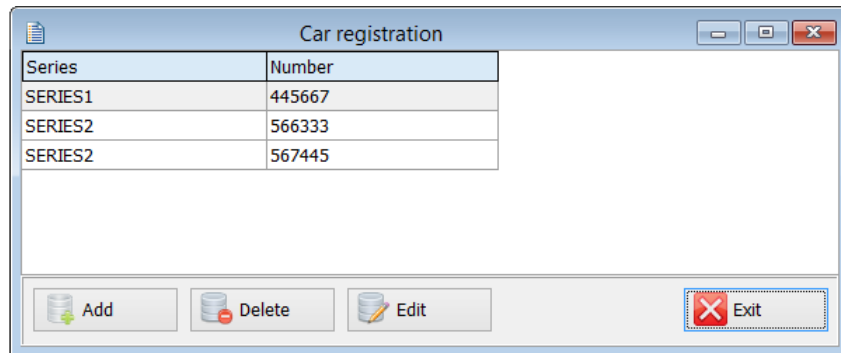 Car registration
Series Number
SERIES1 445667
SERIES2 566333
SERIES2 567445
Add Delete Edit Exit